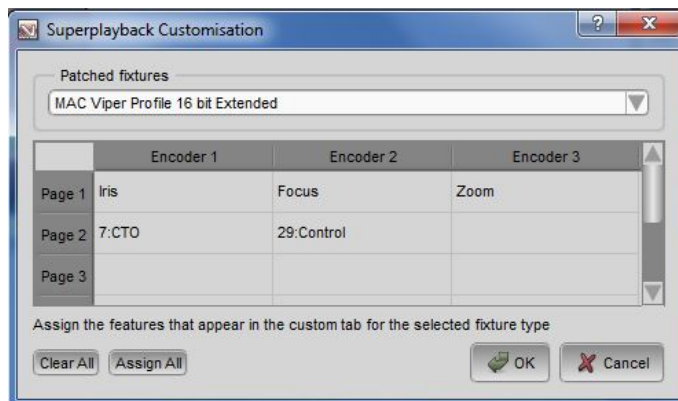 Superplayback Customisation
?
X
Patched fixtures
MAC Viper Profile 16 bit Extended
Encoder 1 Encoder 2 Encoder 3
Page 1 Iris Focus Zoom
Page 2 7:CTO 29:Control
Page 3
Assign the features that appear in the custom tab for the selected fixture type
Clear All Assign All OK Cancel